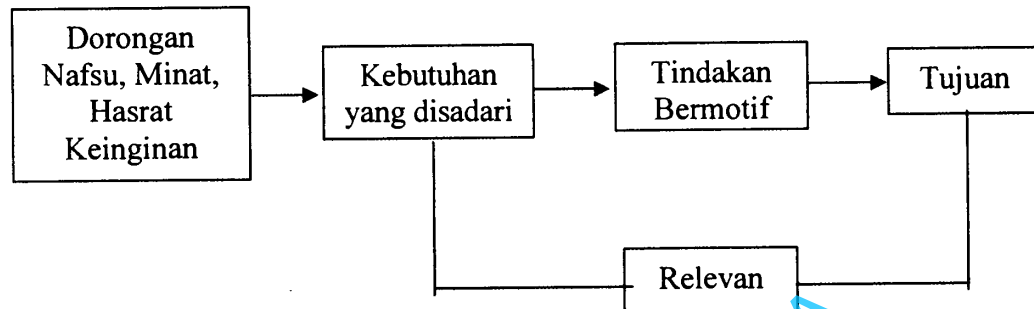 Dorongan
Nafsu, Minat,
Hasrat
Keinginan
Kebutuhan
yang disadari
Tindakan
Bermotif
Tujuan
Relevan